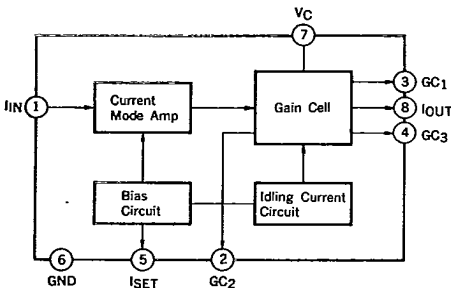 VC
7
IIN 1
Current
Mode Amp
Gain Cell
3 GC1
8 IOUT
4 GC3
Bias
Circuit
Idling Current
Circuit
6
5
2
GND
ISET
GC2